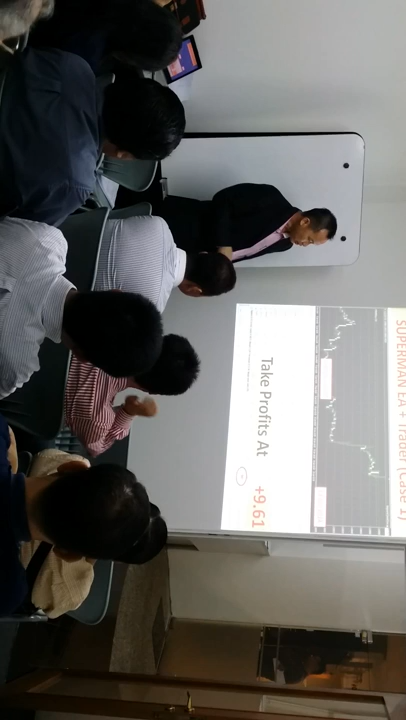 SUPERMAN EA + Trader (Case 1)
Take Profits At +9.61